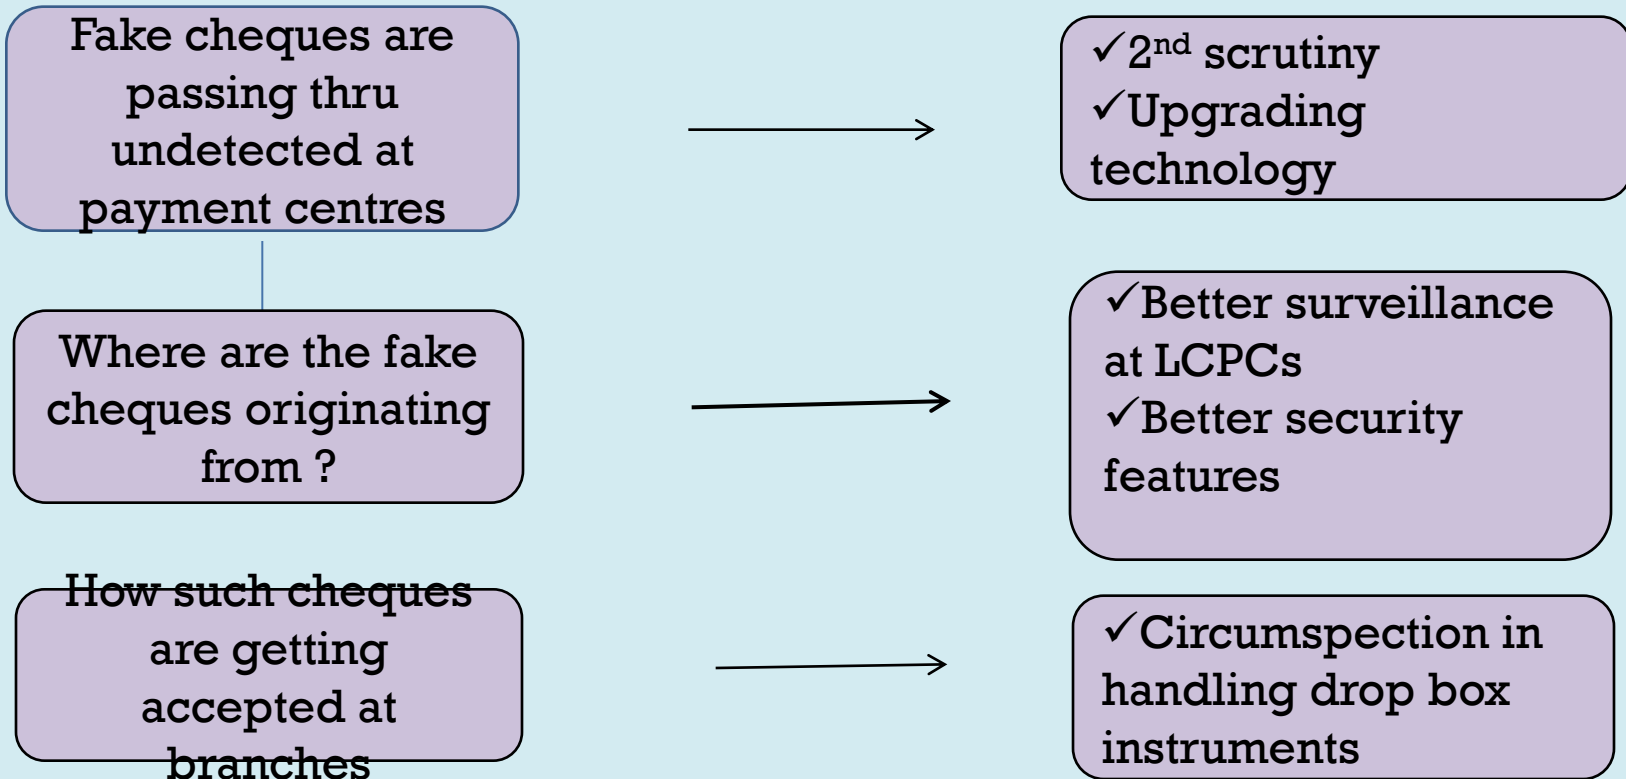 Fake cheques are
passing thru
undetected at
payment centres
✓2nd scrutiny
✓Upgrading
technology
Where are the fake
cheques originating
from ?
✓Better surveillance
at LCPCs
✓Better security
features
How such cheques
are getting
accepted at
branches
✓Circumspection in
handling drop box
instruments